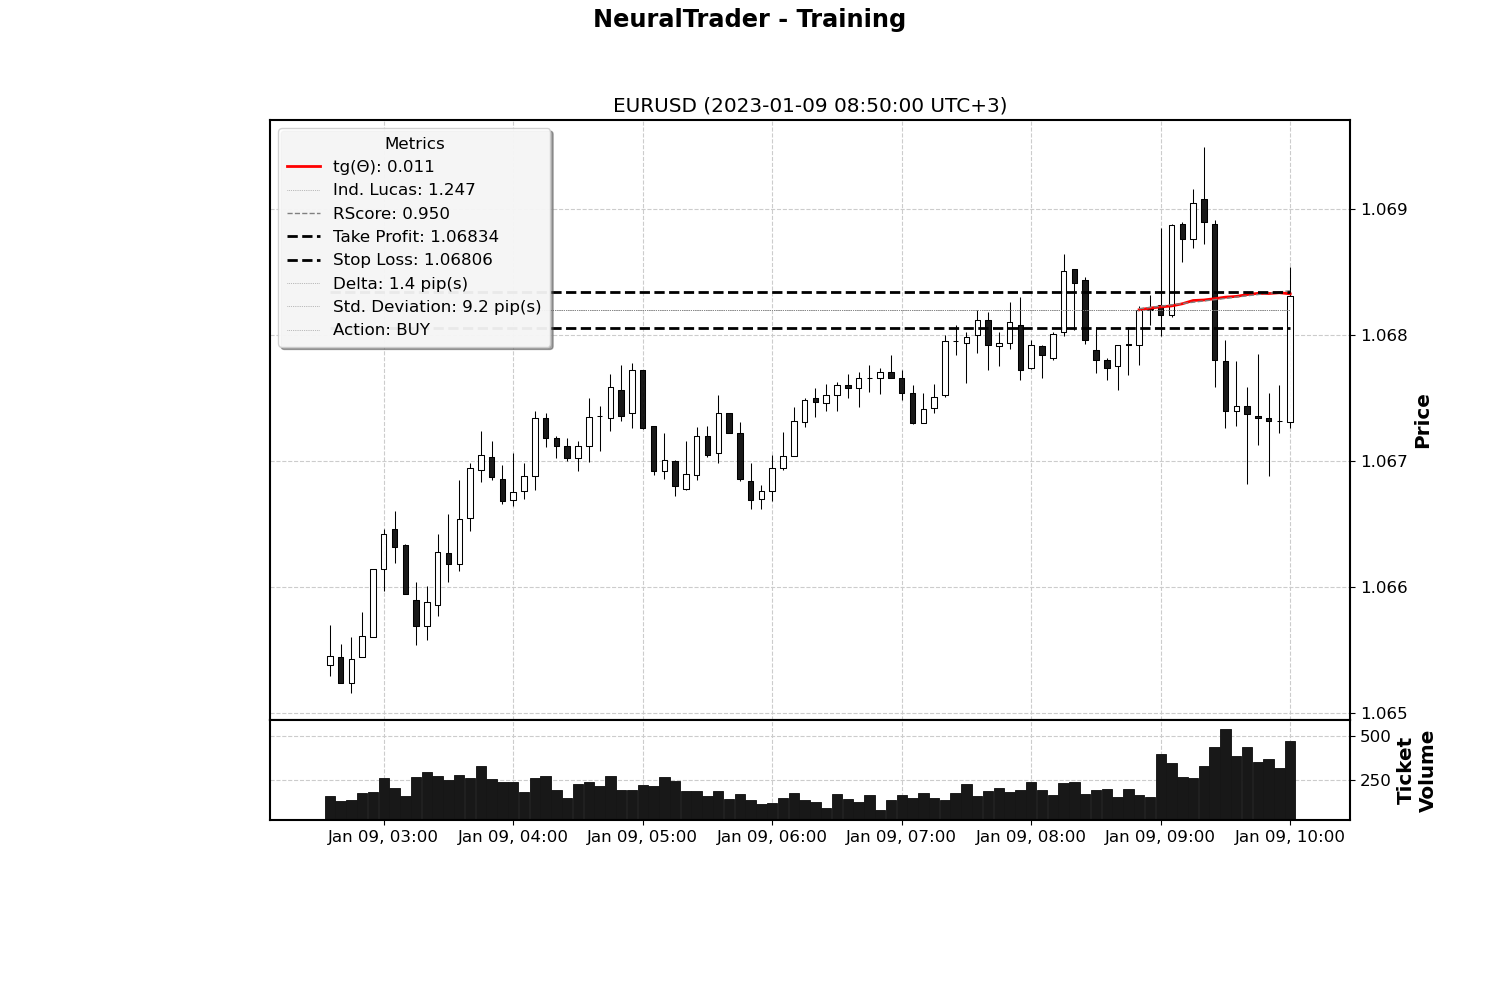 NeuralTrader - Training
EURUSD (2023-01-09 08:50:00 UTC+3)
Metrics
tg(Θ): 0.011
Ind. Lucas: 1.247
RScore: 0.950
Take Profit: 1.06834
Stop Loss: 1.06806
Delta: 1.4 pip(s)
Std. Deviation: 9.2 pip(s)
Action: BUY
1.069
1.068
1.067
1.066
1.065
Price
500
250
Ticket
Volume
Jan 09, 03:00
Jan 09, 04:00
Jan 09, 05:00
Jan 09, 06:00
Jan 09, 07:00
Jan 09, 08:00
Jan 09, 09:00
Jan 09, 10:00